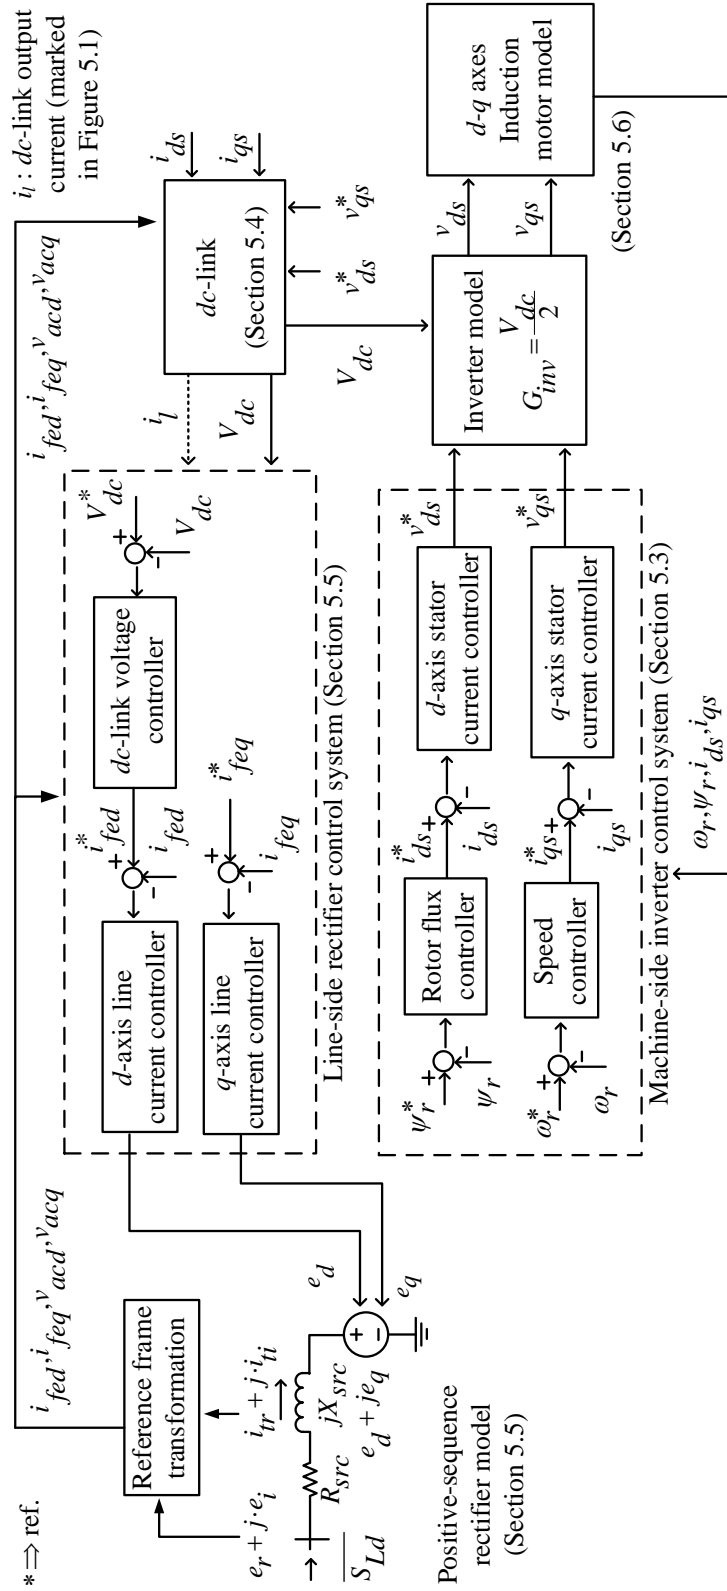 * ⇒ ref.
i_fed, i_feq, v_acd, v_acq
i_fed, i_feq, v_acd, v_acq
i_l : dc-link output
current (marked
in Figure 5.1)
Reference frame
transformation
e_r + j·e_i
i_tr + j·i_ti
R_src
jX_src
e_d + je_q
+
−
S_Ld
e_d
e_q
Positive-sequence
rectifier model
(Section 5.5)
d-axis line
current controller
q-axis line
current controller
i*_fed
+
−
i_fed
i*_feq
+
−
i_feq
dc-link voltage
controller
V*_dc
+
−
V_dc
Line-side rectifier control system (Section 5.5)
i_l
V_dc
dc-link
(Section 5.4)
i_ds
i_qs
v*_ds
v*_qs
V_dc
ψ*_r
+
−
ψ_r
Rotor flux
controller
i*_ds
+
−
i_ds
d-axis stator
current controller
v*_ds
ω*_r
+
−
ω_r
Speed
controller
i*_qs
+
−
i_qs
q-axis stator
current controller
v*_qs
Machine-side inverter control system (Section 5.3)
Inverter model
G_inv = V_dc / 2
v_ds
v_qs
d-q axes
Induction
motor model
(Section 5.6)
ω_r, ψ_r, i_ds, i_qs